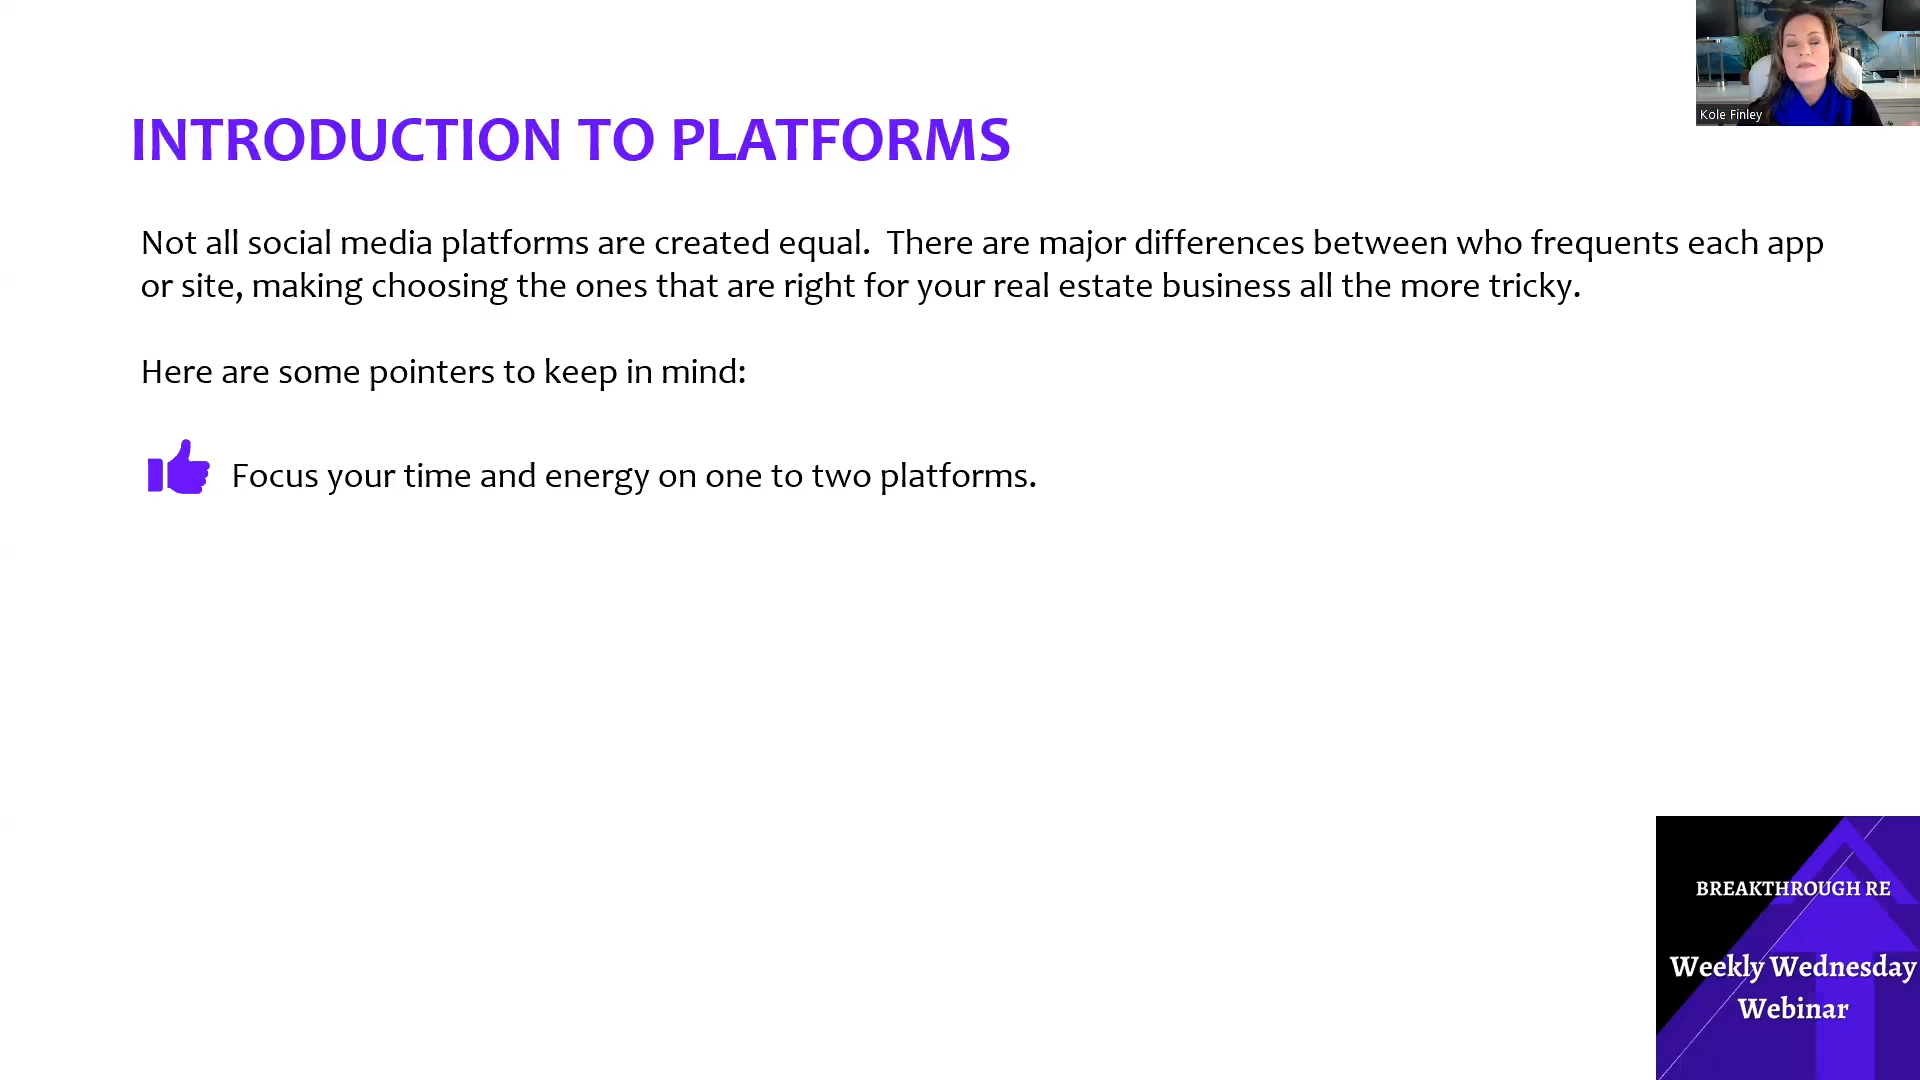 Kole Finley
INTRODUCTION TO PLATFORMS
Not all social media platforms are created equal.  There are major differences between who frequents each app
or site, making choosing the ones that are right for your real estate business all the more tricky.
Here are some pointers to keep in mind:
Focus your time and energy on one to two platforms.
BREAKTHROUGH RE
Weekly Wednesday
Webinar